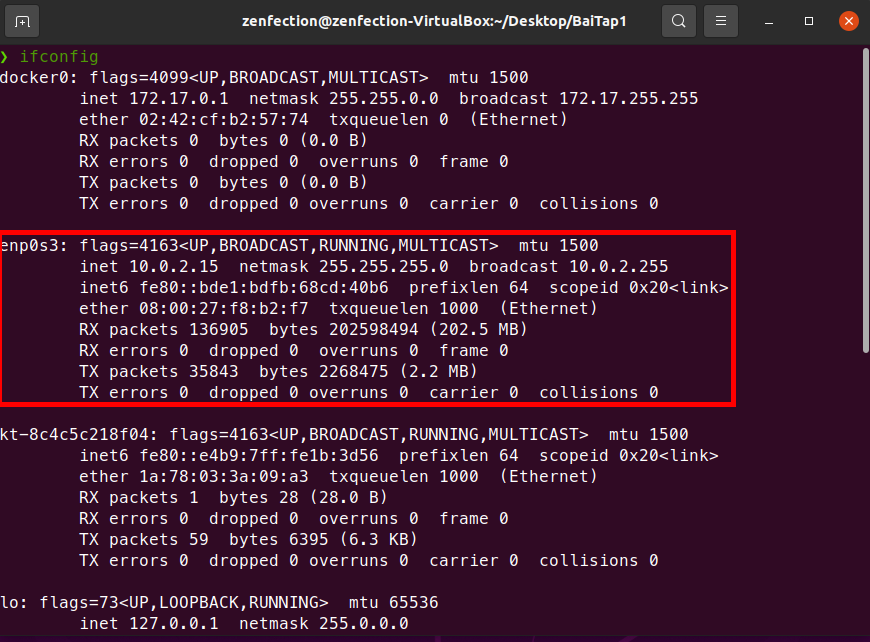 zenfection@zenfection-VirtualBox:~/Desktop/BaiTap1
❯ ifconfig
docker0: flags=4099<UP,BROADCAST,MULTICAST>  mtu 1500
        inet 172.17.0.1  netmask 255.255.0.0  broadcast 172.17.255.255
        ether 02:42:cf:b2:57:74  txqueuelen 0  (Ethernet)
        RX packets 0  bytes 0 (0.0 B)
        RX errors 0  dropped 0  overruns 0  frame 0
        TX packets 0  bytes 0 (0.0 B)
        TX errors 0  dropped 0 overruns 0  carrier 0  collisions 0

enp0s3: flags=4163<UP,BROADCAST,RUNNING,MULTICAST>  mtu 1500
        inet 10.0.2.15  netmask 255.255.255.0  broadcast 10.0.2.255
        inet6 fe80::bde1:bdfb:68cd:40b6  prefixlen 64  scopeid 0x20<link>
        ether 08:00:27:f8:b2:f7  txqueuelen 1000  (Ethernet)
        RX packets 136905  bytes 202598494 (202.5 MB)
        RX errors 0  dropped 0  overruns 0  frame 0
        TX packets 35843  bytes 2268475 (2.2 MB)
        TX errors 0  dropped 0 overruns 0  carrier 0  collisions 0

kt-8c4c5c218f04: flags=4163<UP,BROADCAST,RUNNING,MULTICAST>  mtu 1500
        inet6 fe80::e4b9:7ff:fe1b:3d56  prefixlen 64  scopeid 0x20<link>
        ether 1a:78:03:3a:09:a3  txqueuelen 1000  (Ethernet)
        RX packets 1  bytes 28 (28.0 B)
        RX errors 0  dropped 0  overruns 0  frame 0
        TX packets 59  bytes 6395 (6.3 KB)
        TX errors 0  dropped 0 overruns 0  carrier 0  collisions 0

lo: flags=73<UP,LOOPBACK,RUNNING>  mtu 65536
        inet 127.0.0.1  netmask 255.0.0.0